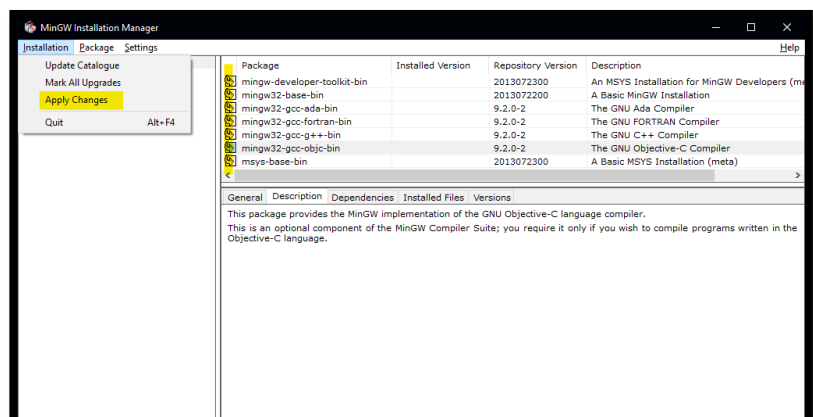 MinGW Installation Manager
Installation Package Settings Help
Update Catalogue
Mark All Upgrades
Apply Changes
Quit Alt+F4
Package Installed Version Repository Version Description
mingw-developer-toolkit-bin 2013072300 An MSYS Installation for MinGW Developers (me
mingw32-base-bin 2013072200 A Basic MinGW Installation
mingw32-gcc-ada-bin 9.2.0-2 The GNU Ada Compiler
mingw32-gcc-fortran-bin 9.2.0-2 The GNU FORTRAN Compiler
mingw32-gcc-g++-bin 9.2.0-2 The GNU C++ Compiler
mingw32-gcc-objc-bin 9.2.0-2 The GNU Objective-C Compiler
msys-base-bin 2013072300 A Basic MSYS Installation (meta)
General Description Dependencies Installed Files Versions
This package provides the MinGW implementation of the GNU Objective-C language compiler.
This is an optional component of the MinGW Compiler Suite; you require it only if you wish to compile programs written in the
Objective-C language.